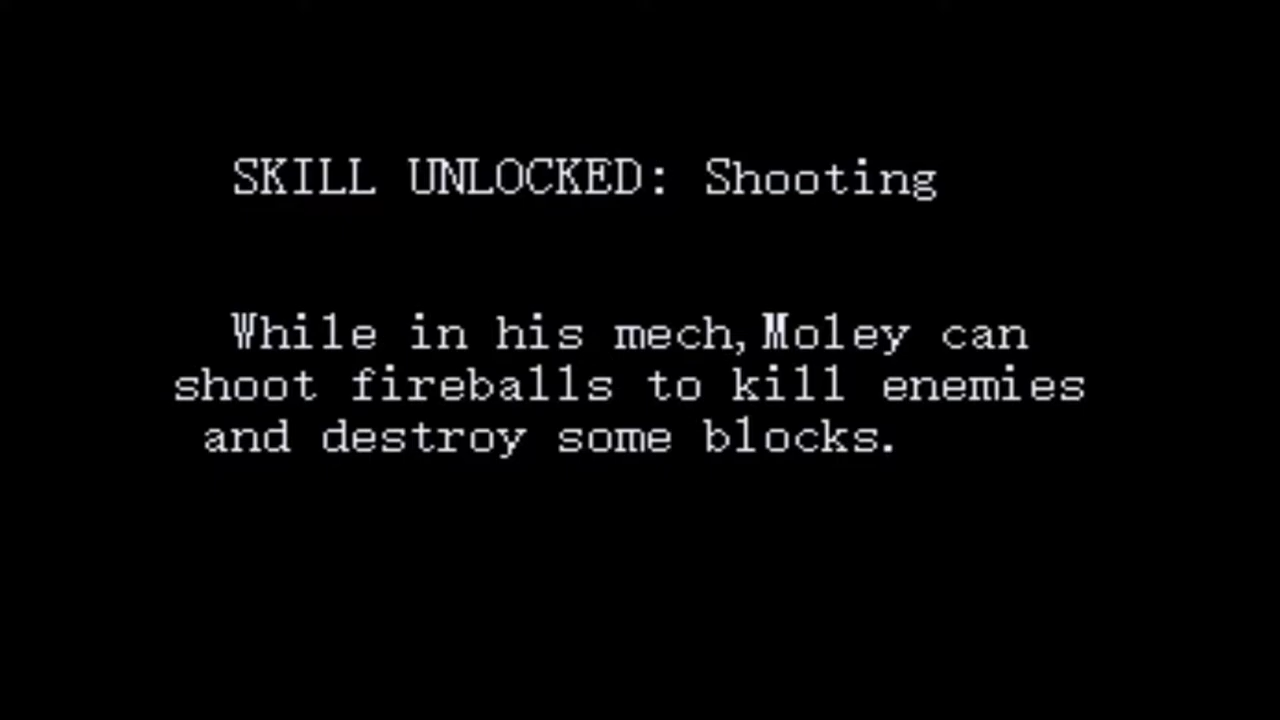 SKILL UNLOCKED: Shooting
While in his mech,Moley can
shoot fireballs to kill enemies
and destroy some blocks.